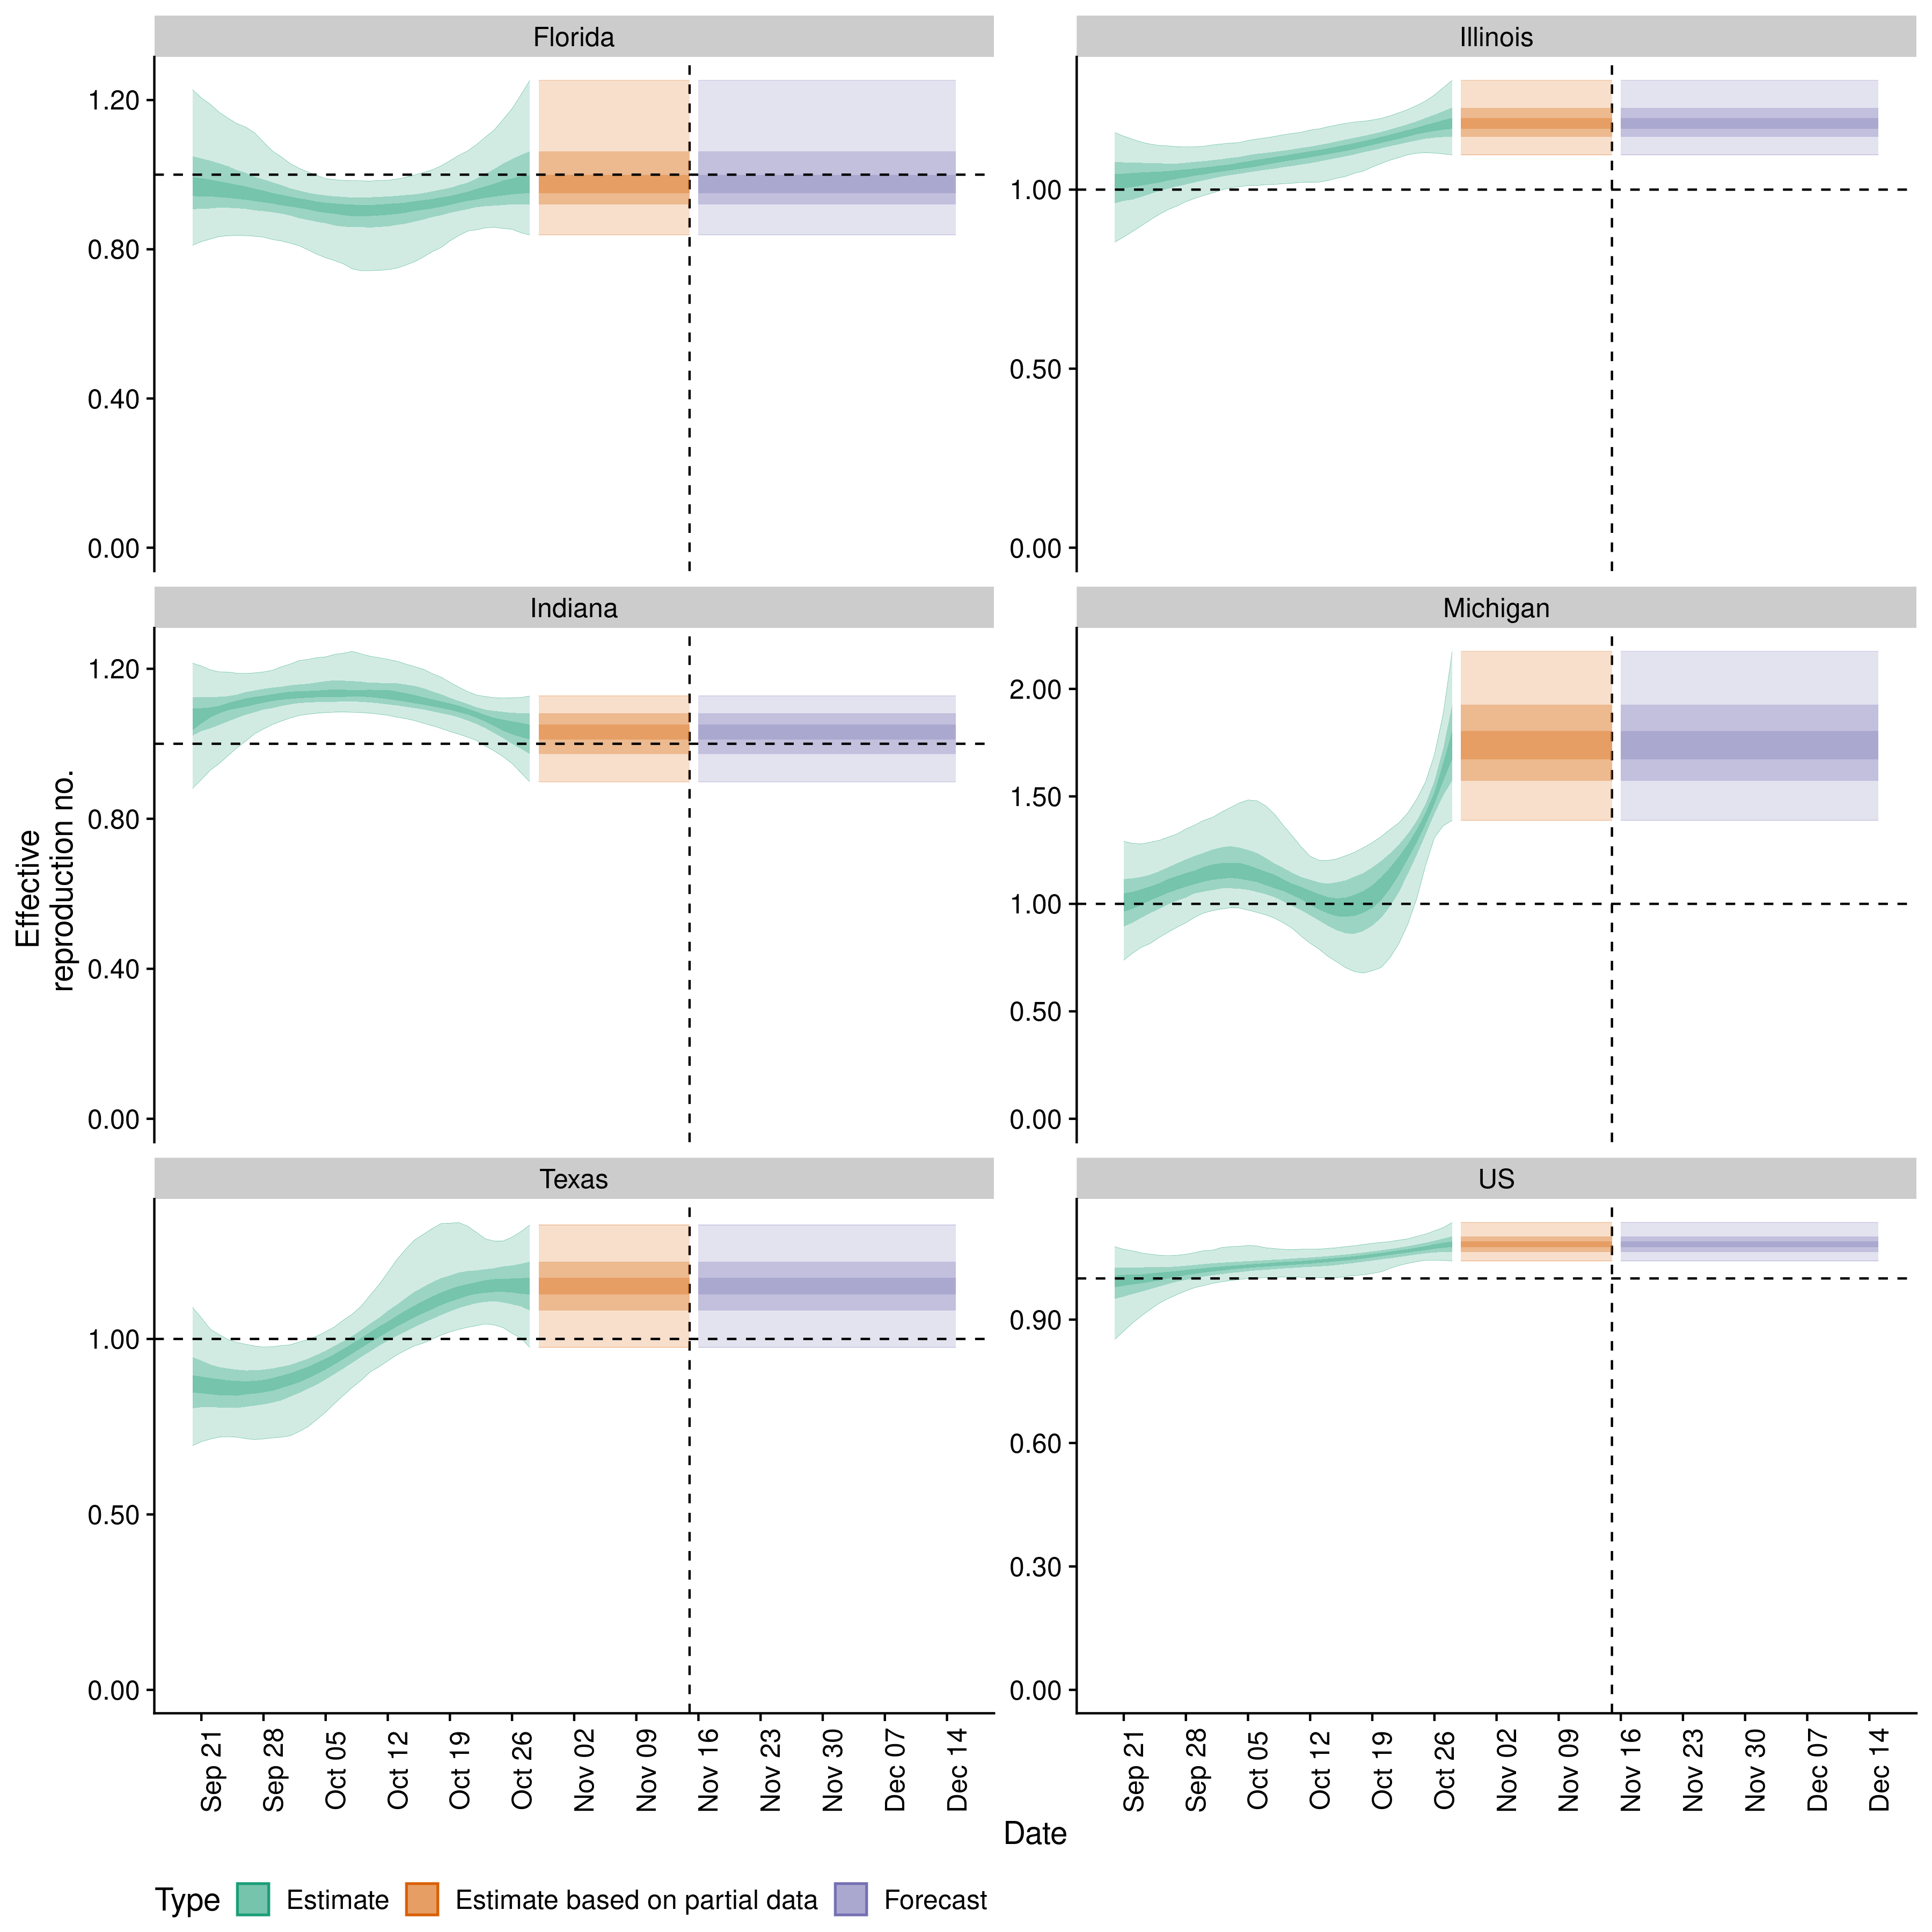 Florida
Illinois
1.20
0.80
0.40
0.00
1.00
0.50
0.00
Indiana
Michigan
1.20
0.80
0.40
0.00
2.00
1.50
1.00
0.50
0.00
Effective
reproduction no.
Texas
US
1.00
0.50
0.00
0.90
0.60
0.30
0.00
Sep 21
Sep 28
Oct 05
Oct 12
Oct 19
Oct 26
Nov 02
Nov 09
Nov 16
Nov 23
Nov 30
Dec 07
Dec 14
Sep 21
Sep 28
Oct 05
Oct 12
Oct 19
Oct 26
Nov 02
Nov 09
Nov 16
Nov 23
Nov 30
Dec 07
Dec 14
Date
Type Estimate Estimate based on partial data Forecast